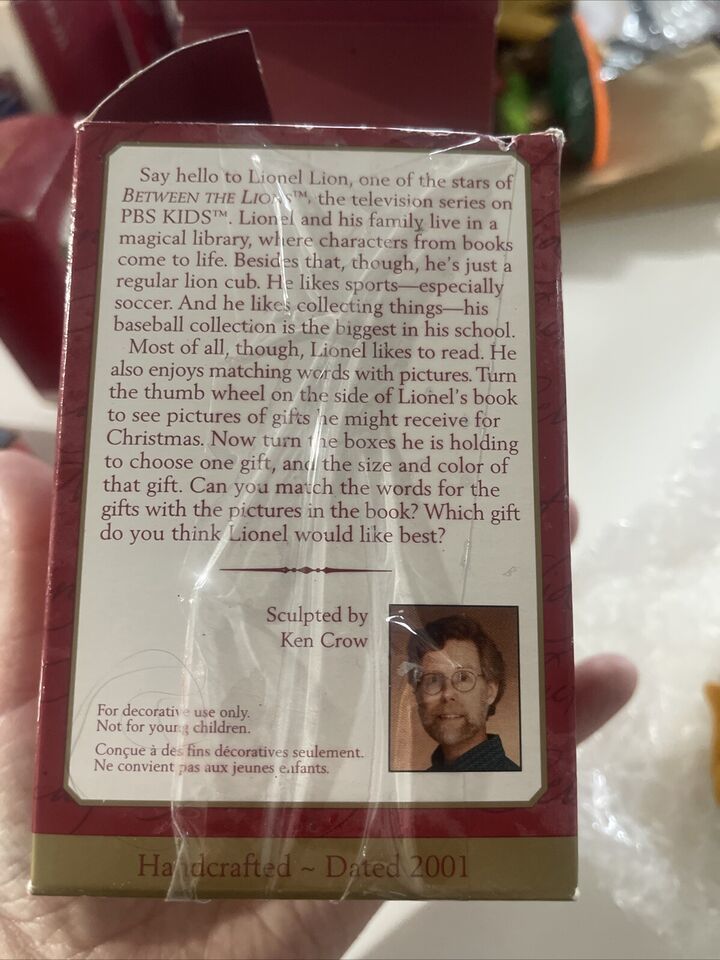 Say hello to Lionel Lion, one of the stars of
BETWEEN THE LIONS™, the television series on
PBS KIDS™. Lionel and his family live in a
magical library, where characters from books
come to life. Besides that, though, he's just a
regular lion cub. He likes sports—especially
soccer. And he likes collecting things—his
baseball collection is the biggest in his school.
Most of all, though, Lionel likes to read. He
also enjoys matching words with pictures. Turn
the thumb wheel on the side of Lionel's book
to see pictures of gifts he might receive for
Christmas. Now turn the boxes he is holding
to choose one gift, and the size and color of
that gift. Can you match the words for the
gifts with the pictures in the book? Which gift
do you think Lionel would like best?
Sculpted by
Ken Crow
For decorative use only.
Not for young children.
Conçue à des fins décoratives seulement.
Ne convient pas aux jeunes enfants.
Handcrafted ~ Dated 2001